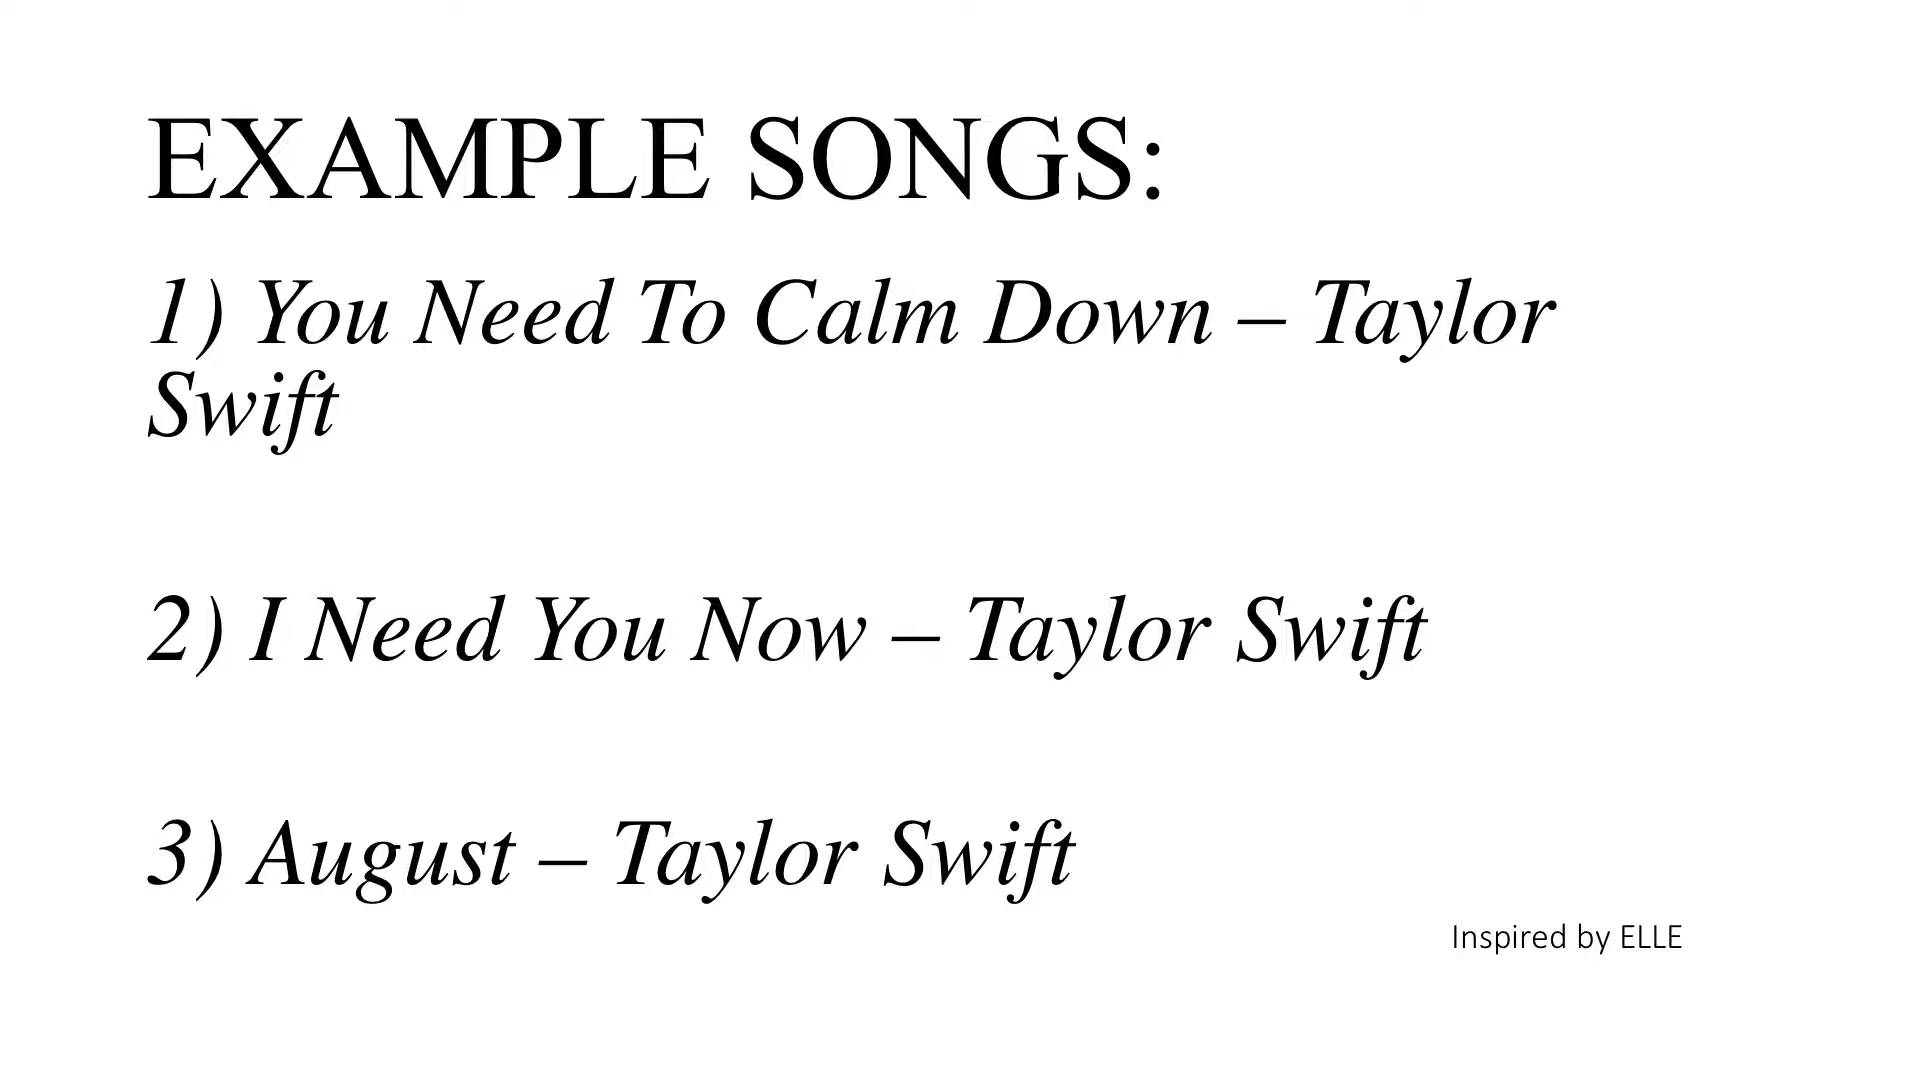 EXAMPLE SONGS:
1) You Need To Calm Down – Taylor
Swift
2) I Need You Now – Taylor Swift
3) August – Taylor Swift
Inspired by ELLE